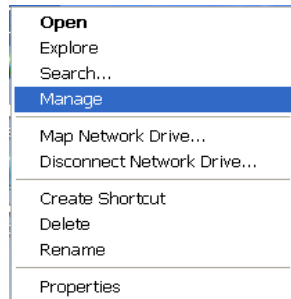 Open
Explore
Search...
Manage
Map Network Drive...
Disconnect Network Drive...
Create Shortcut
Delete
Rename
Properties